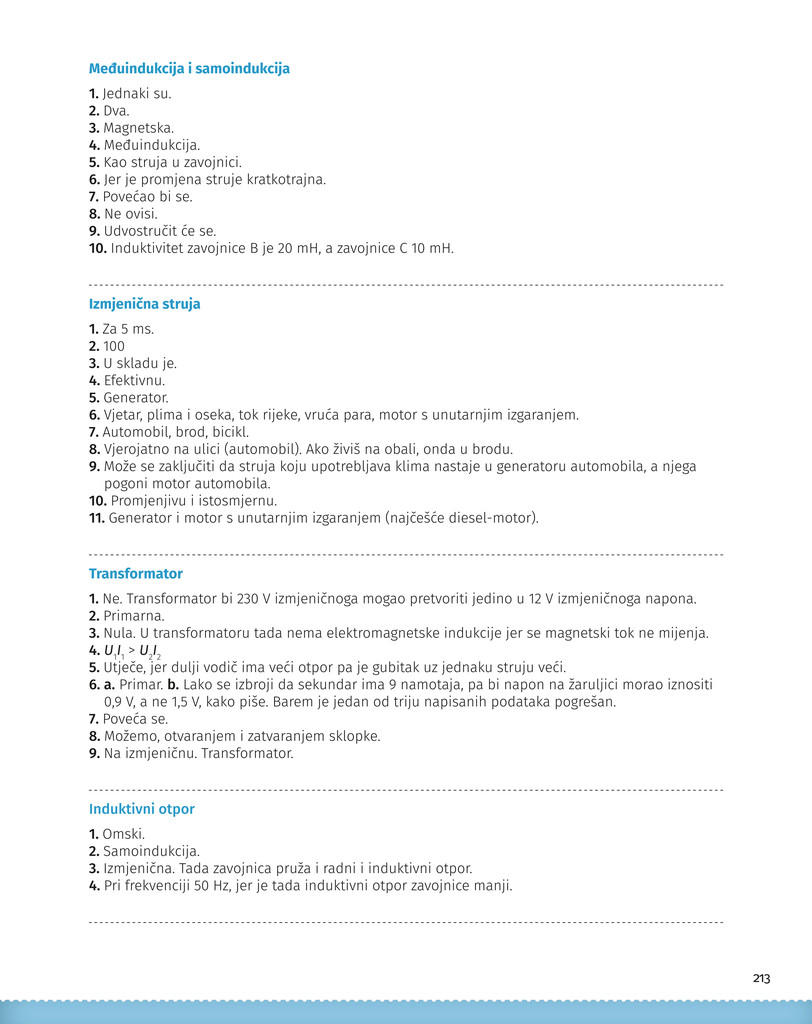 Međuindukcija i samoindukcija
1. Jednaki su.
2. Dva.
3. Magnetska.
4. Međuindukcija.
5. Kao struja u zavojnici.
6. Jer je promjena struje kratkotrajna.
7. Povećao bi se.
8. Ne ovisi.
9. Udvostručit će se.
10. Induktivitet zavojnice B je 20 mH, a zavojnice C 10 mH.
Izmjenična struja
1. Za 5 ms.
2. 100
3. U skladu je.
4. Efektivnu.
5. Generator.
6. Vjetar, plima i oseka, tok rijeke, vruća para, motor s unutarnjim izgaranjem.
7. Automobil, brod, bicikl.
8. Vjerojatno na ulici (automobil). Ako živiš na obali, onda u brodu.
9. Može se zaključiti da struja koju upotrebljava klima nastaje u generatoru automobila, a njega
pogoni motor automobila.
10. Promjenjivu i istosmjernu.
11. Generator i motor s unutarnjim izgaranjem (najčešće diesel-motor).
Transformator
1. Ne. Transformator bi 230 V izmjeničnoga mogao pretvoriti jedino u 12 V izmjeničnoga napona.
2. Primarna.
3. Nula. U transformatoru tada nema elektromagnetske indukcije jer se magnetski tok ne mijenja.
4. U₁I₁ > U₂I₂
5. Utječe, jer dulji vodič ima veći otpor pa je gubitak uz jednaku struju veći.
6. a. Primar. b. Lako se izbroji da sekundar ima 9 namotaja, pa bi napon na žaruljici morao iznositi
0,9 V, a ne 1,5 V, kako piše. Barem je jedan od triju napisanih podataka pogrešan.
7. Poveća se.
8. Možemo, otvaranjem i zatvaranjem sklopke.
9. Na izmjeničnu. Transformator.
Induktivni otpor
1. Omski.
2. Samoindukcija.
3. Izmjenična. Tada zavojnica pruža i radni i induktivni otpor.
4. Pri frekvenciji 50 Hz, jer je tada induktivni otpor zavojnice manji.
213